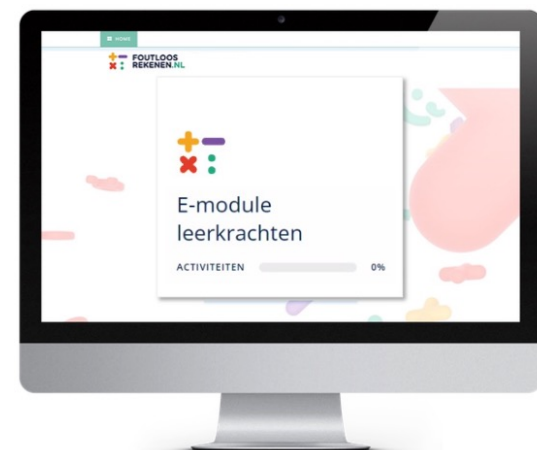 HOME
FOUTLOOS
REKENEN.NL
E-module
leerkrachten
ACTIVITEITEN 0%